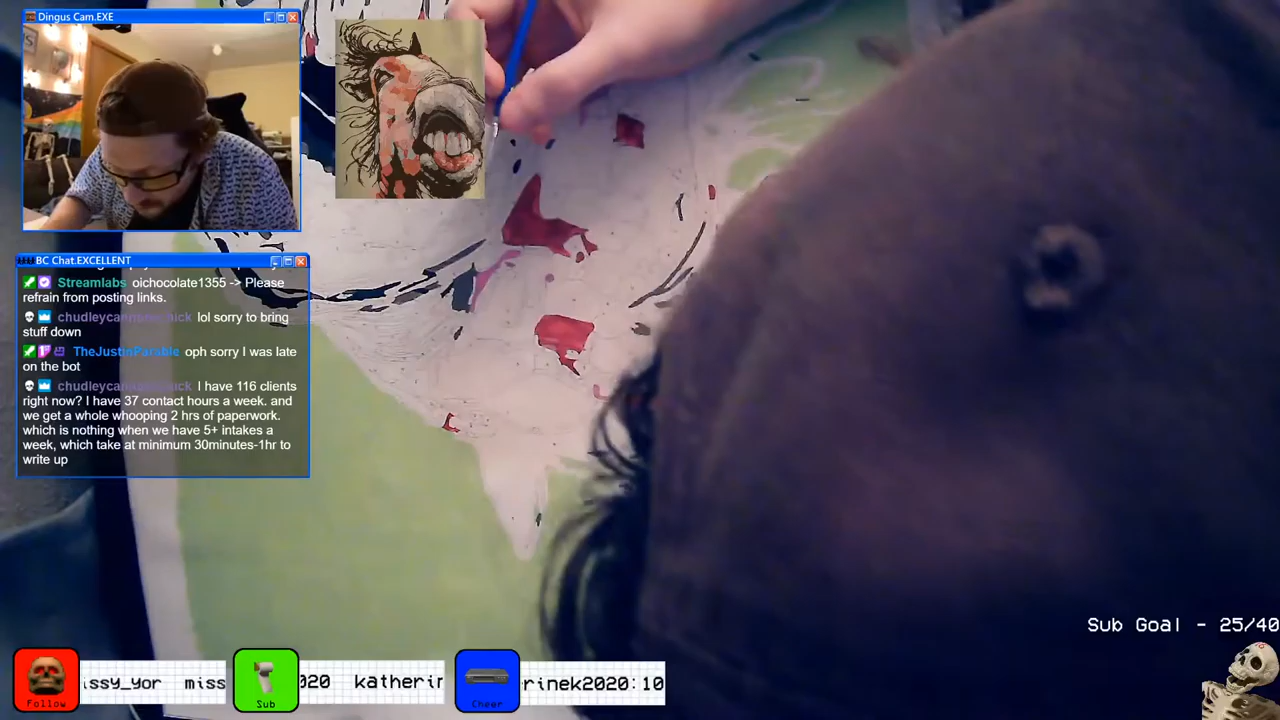 Dingus Cam.EXE
BC Chat.EXCELLENT
Streamlabs oichocolate1355 -> Please
refrain from posting links.
lol sorry to bring
stuff down
TheJustinParable oph sorry I was late
on the bot
I have 116 clients
right now? I have 37 contact hours a week. and
we get a whole whooping 2 hrs of paperwork.
which is nothing when we have 5+ intakes a
week, which take at minimum 30minutes-1hr to
write up
Sub Goal - 25/40
issy_yor miss
020 katherir
rinek2020: 10
Follow
Sub
Cheer